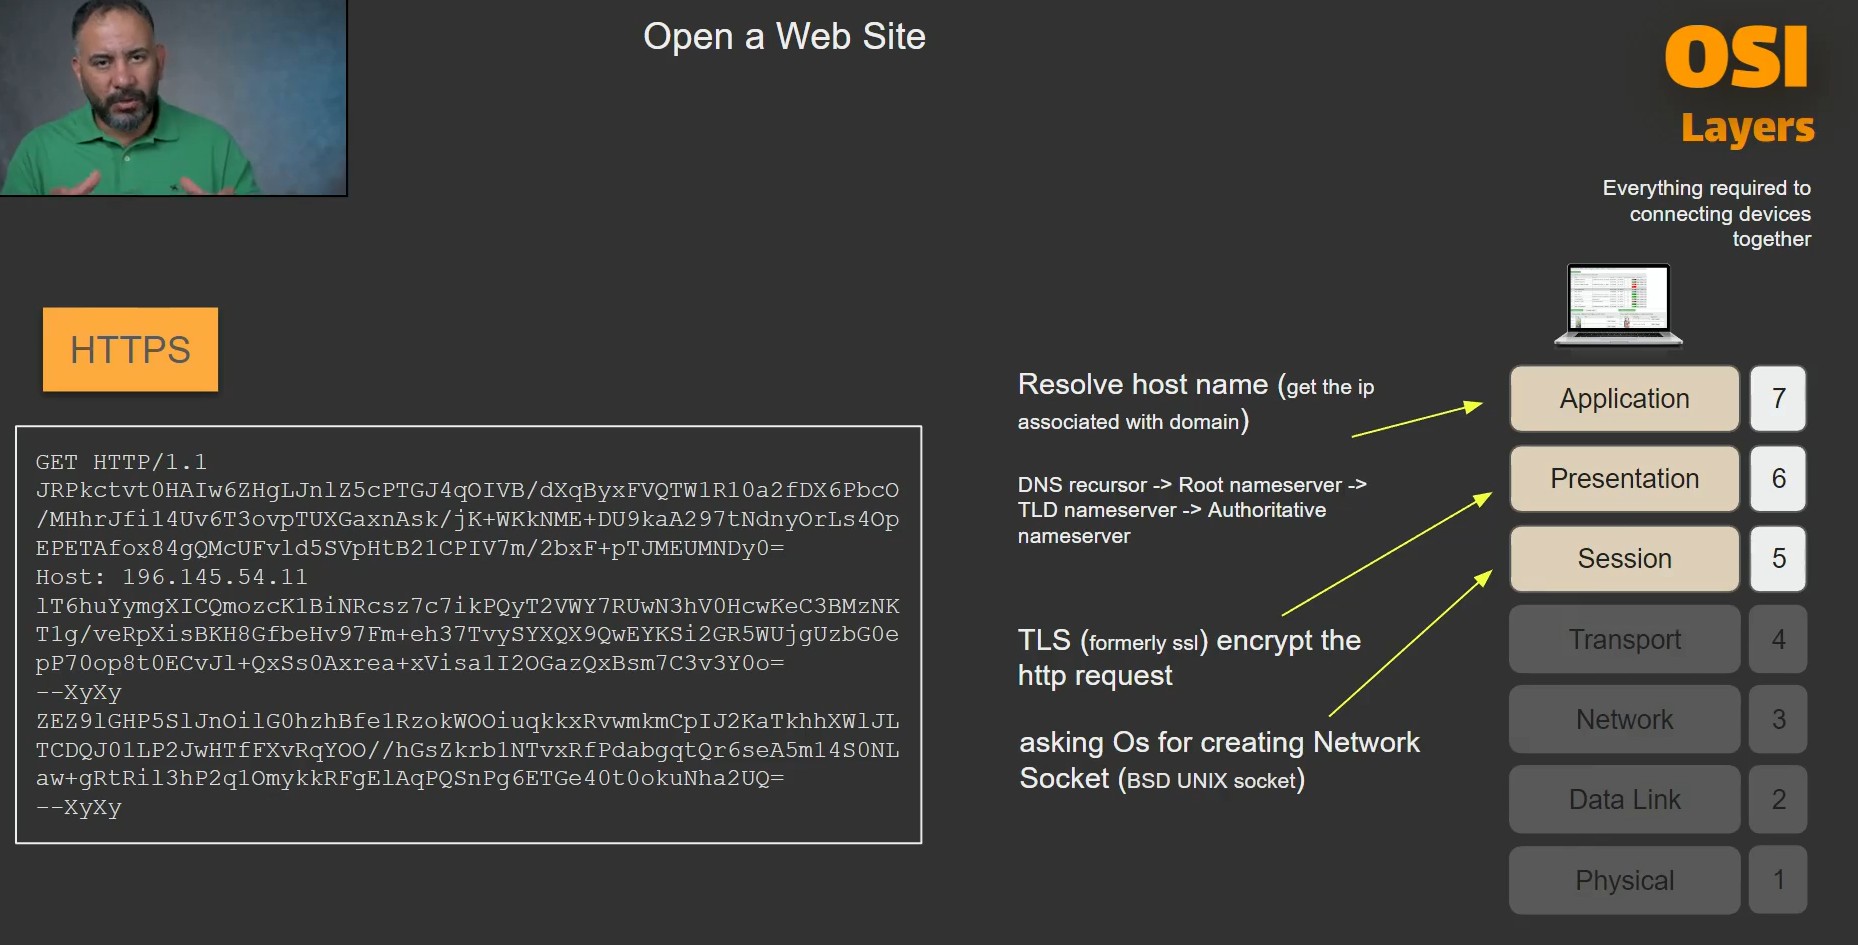 Open a Web Site
OSI
Layers
Everything required to
connecting devices
together
HTTPS
GET HTTP/1.1
JRPkctvt0HAIw6ZHgLJnlZ5cPTGJ4qOIVB/dXqByxFVQTW1R10a2fDX6PbcO
/MHhrJfi14Uv6T3ovpTUXGaxnAsk/jK+WKkNME+DU9kaA297tNdnyOrLs4Op
EPETAfox84gQMcUFvld5SVpHtB21CPIV7m/2bxF+pTJMEUMNDy0=
Host: 196.145.54.11
lT6huYymgXICQmozcK1BiNRcsz7c7ikPQyT2VWY7RUwN3hV0HcwKeC3BMzNK
T1g/veRpXisBKH8GfbeHv97Fm+eh37TvySYXQX9QwEYKSi2GR5WUjgUzbG0e
pP70op8t0ECvJl+QxSs0Axrea+xVisa1I2OGazQxBsm7C3v3Y0o=
--XyXy
ZEZ9lGHP5SlJnOilG0hzhBfe1RzokWOOiuqkkxRvwmkmCpIJ2KaTkhhXWlJL
TCDQJ01LP2JwHTfFXvRqYOO//hGsZkrblNTvxRfPdabgqtQr6seA5m14S0NL
aw+gRtRil3hP2q1OmykkRFgElAqPQSnPg6ETGe40t0okuNha2UQ=
--XyXy
Resolve host name (get the ip
associated with domain)
DNS recursor -> Root nameserver ->
TLD nameserver -> Authoritative
nameserver
TLS (formerly ssl) encrypt the
http request
asking Os for creating Network
Socket (BSD UNIX socket)
Application 7
Presentation 6
Session 5
Transport 4
Network 3
Data Link 2
Physical 1